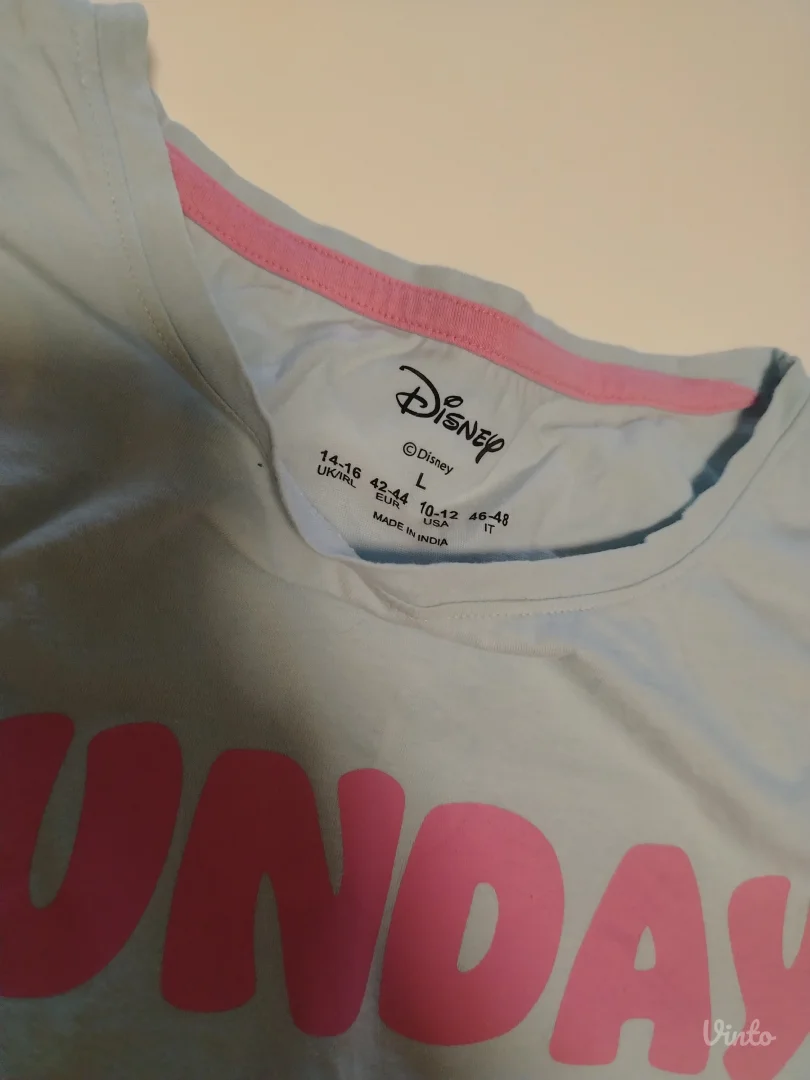 Disney
©Disney
L
14-16 42-44 10-12 46-48
UK/IRL EUR USA IT
MADE IN INDIA
UNDAY
Vinto